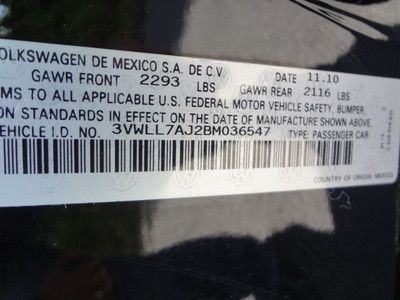 OLKSWAGEN DE MEXICO S.A. DE C.V. DATE 11.10
GAWR FRONT 2293 LBS GAWR REAR 2116 LBS
MS TO ALL APPLICABLE U.S. FEDERAL MOTOR VEHICLE SAFETY, BUMPER,
ON STANDARDS IN EFFECT ON THE DATE OF MANUFACTURE SHOWN ABOVE.
EHICLE I.D. NO. 3VWLL7AJ2BM036547 TYPE: PASSENGER CAR
COUNTRY OF ORIGIN: MEXICO